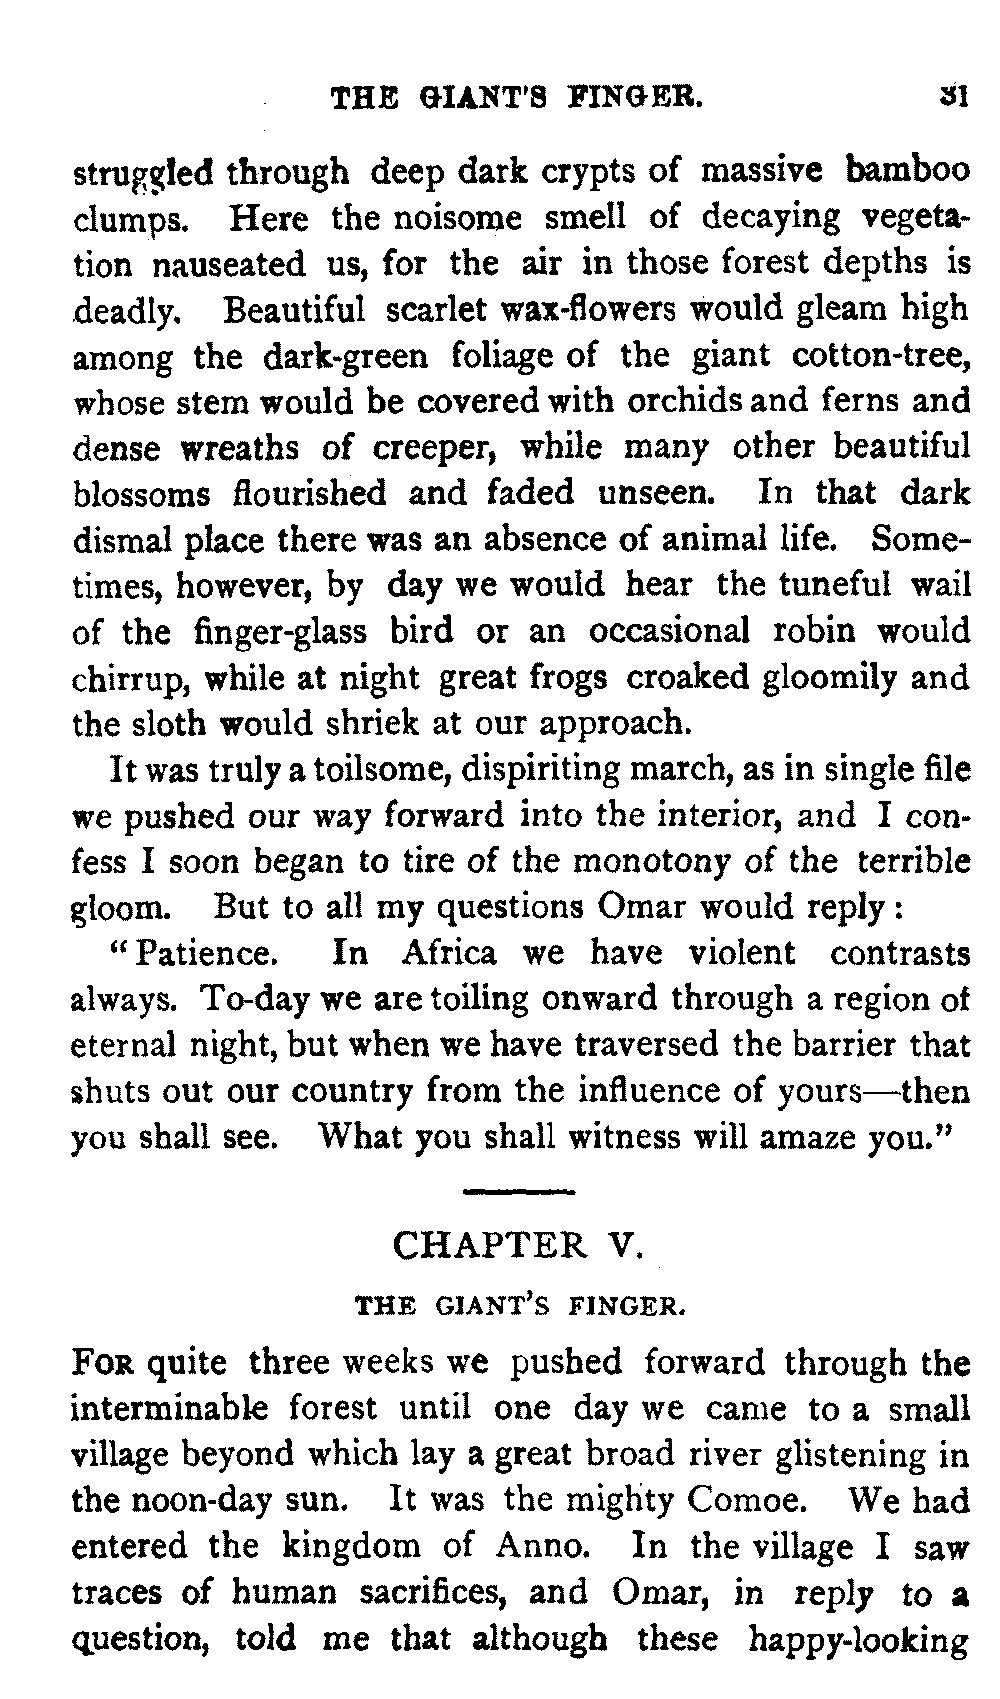 THE GIANT'S FINGER. 31
struggled through deep dark crypts of massive bamboo
clumps. Here the noisome smell of decaying vegeta-
tion nauseated us, for the air in those forest depths is
deadly. Beautiful scarlet wax-flowers would gleam high
among the dark-green foliage of the giant cotton-tree,
whose stem would be covered with orchids and ferns and
dense wreaths of creeper, while many other beautiful
blossoms flourished and faded unseen. In that dark
dismal place there was an absence of animal life. Some-
times, however, by day we would hear the tuneful wail
of the finger-glass bird or an occasional robin would
chirrup, while at night great frogs croaked gloomily and
the sloth would shriek at our approach.
It was truly a toilsome, dispiriting march, as in single file
we pushed our way forward into the interior, and I con-
fess I soon began to tire of the monotony of the terrible
gloom. But to all my questions Omar would reply :
“Patience. In Africa we have violent contrasts
always. To-day we are toiling onward through a region of
eternal night, but when we have traversed the barrier that
shuts out our country from the influence of yours—then
you shall see. What you shall witness will amaze you.”
CHAPTER V.
THE GIANT'S FINGER.
FOR quite three weeks we pushed forward through the
interminable forest until one day we came to a small
village beyond which lay a great broad river glistening in
the noon-day sun. It was the mighty Comoe. We had
entered the kingdom of Anno. In the village I saw
traces of human sacrifices, and Omar, in reply to a
question, told me that although these happy-looking